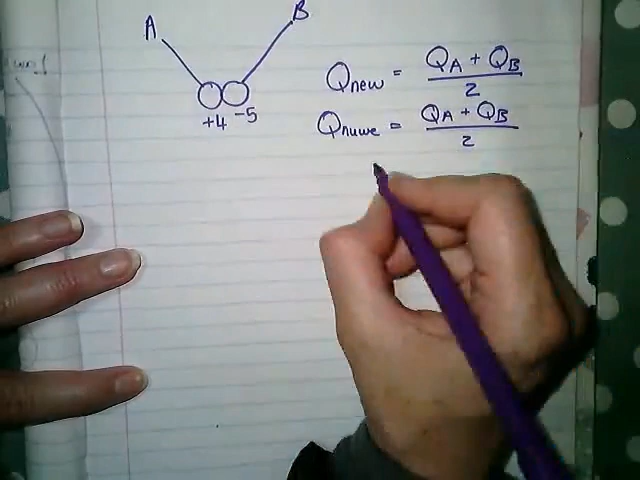 A B
+4 -5
Qnew = QA + QB / 2
Qnuwe = QA + QB / 2